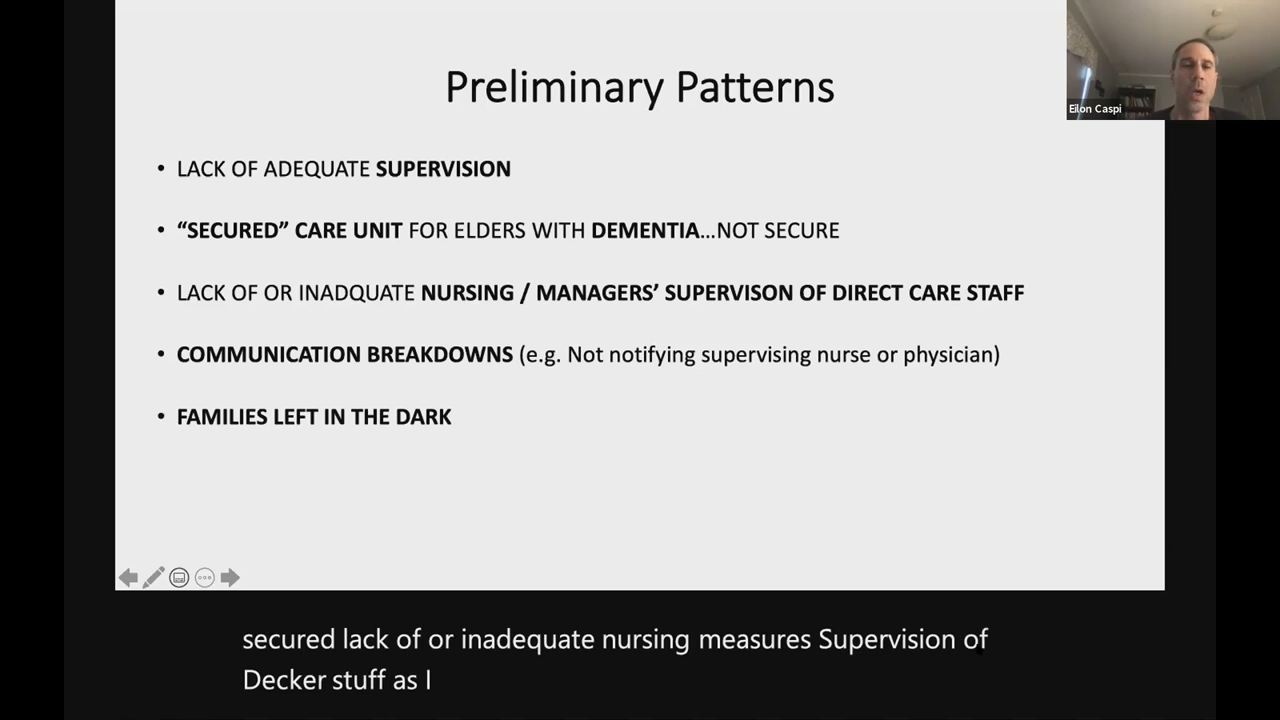 Preliminary Patterns
Eilon Caspi
• LACK OF ADEQUATE SUPERVISION
• “SECURED” CARE UNIT FOR ELDERS WITH DEMENTIA...NOT SECURE
• LACK OF OR INADQUATE NURSING / MANAGERS’ SUPERVISON OF DIRECT CARE STAFF
• COMMUNICATION BREAKDOWNS (e.g. Not notifying supervising nurse or physician)
• FAMILIES LEFT IN THE DARK
secured lack of or inadequate nursing measures Supervision of
Decker stuff as I